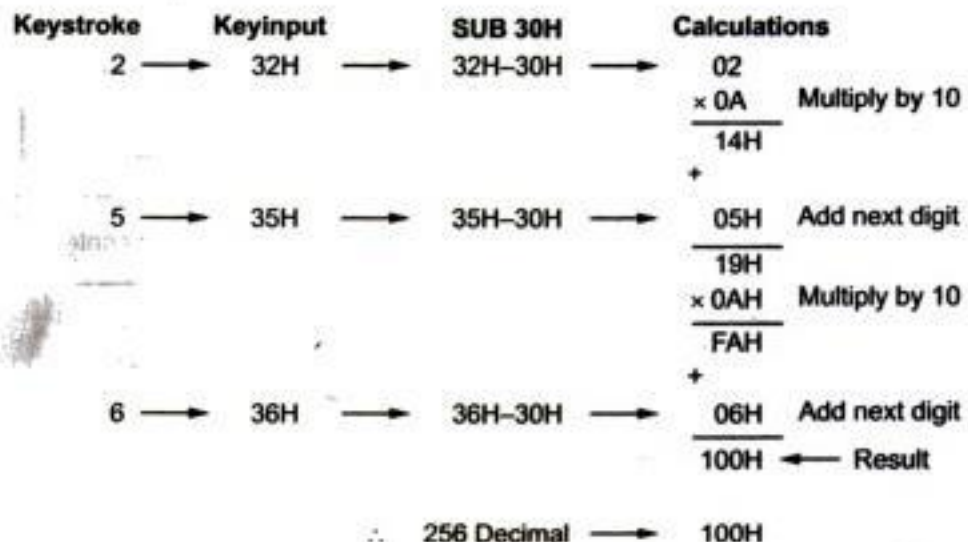 Keystroke Keyinput SUB 30H Calculations
2 → 32H → 32H–30H → 02
× 0A Multiply by 10
14H
+
5 → 35H → 35H–30H → 05H Add next digit
19H
× 0AH Multiply by 10
FAH
+
6 → 36H → 36H–30H → 06H Add next digit
100H ← Result
∴ 256 Decimal → 100H